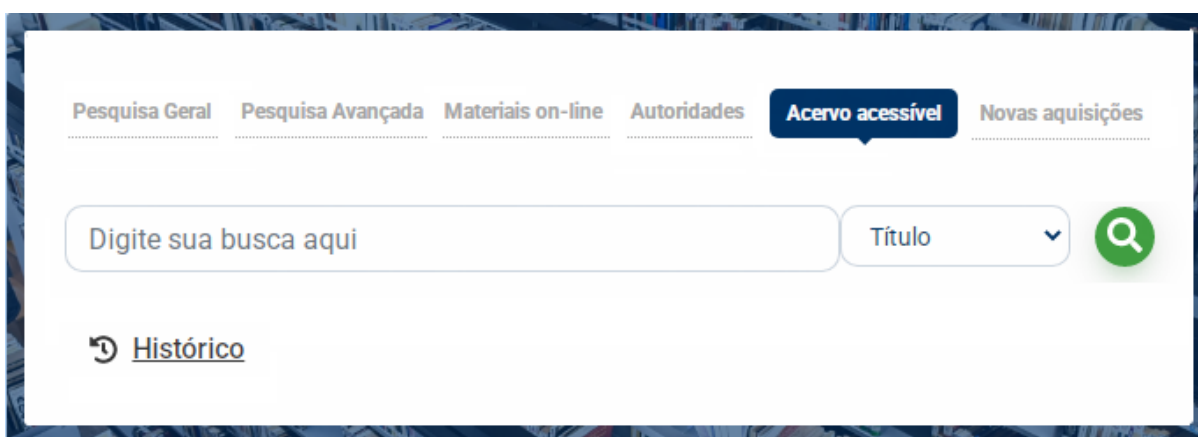 Pesquisa Geral Pesquisa Avançada Materiais on-line Autoridades Acervo acessível Novas aquisições
Digite sua busca aqui Título
Histórico